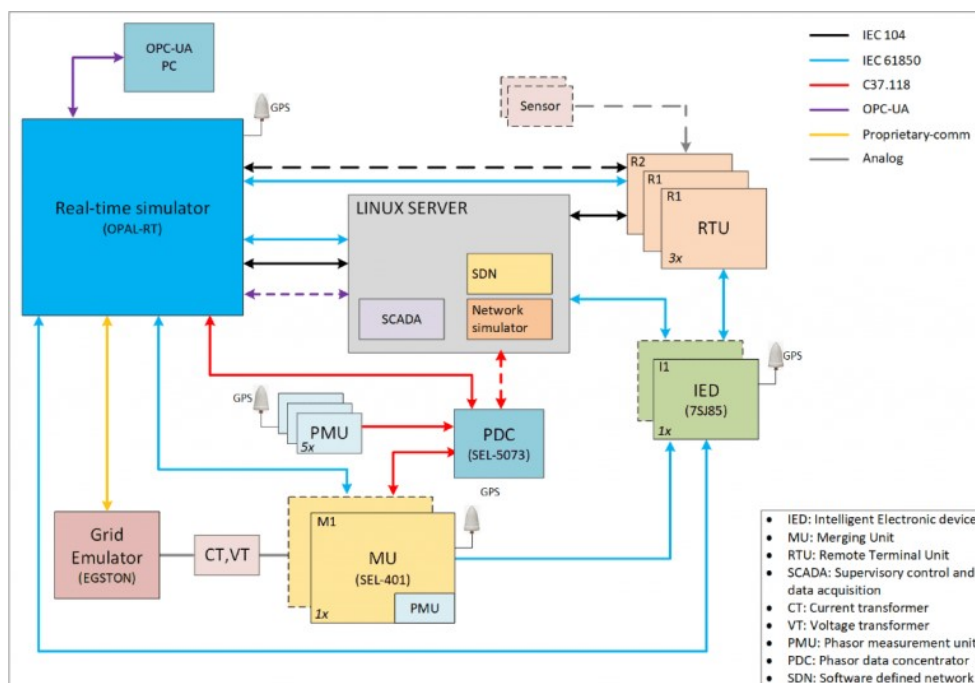 OPC-UA
PC
GPS
Sensor
IEC 104
IEC 61850
C37.118
OPC-UA
Proprietary-comm
Analog
Real-time simulator
(OPAL-RT)
LINUX SERVER
SDN
SCADA
Network
simulator
R2
R1
R1
RTU
3x
GPS
I1
IED
(7SJ85)
1x
GPS
PMU
5x
PDC
(SEL-5073)
GPS
Grid
Emulator
(EGSTON)
CT,VT
M1
MU
(SEL-401)
1x
PMU
• IED: Intelligent Electronic device
• MU: Merging Unit
• RTU: Remote Terminal Unit
• SCADA: Supervisory control and
data acquisition
• CT: Current transformer
• VT: Voltage transformer
• PMU: Phasor measurement unit
• PDC: Phasor data concentrator
• SDN: Software defined network